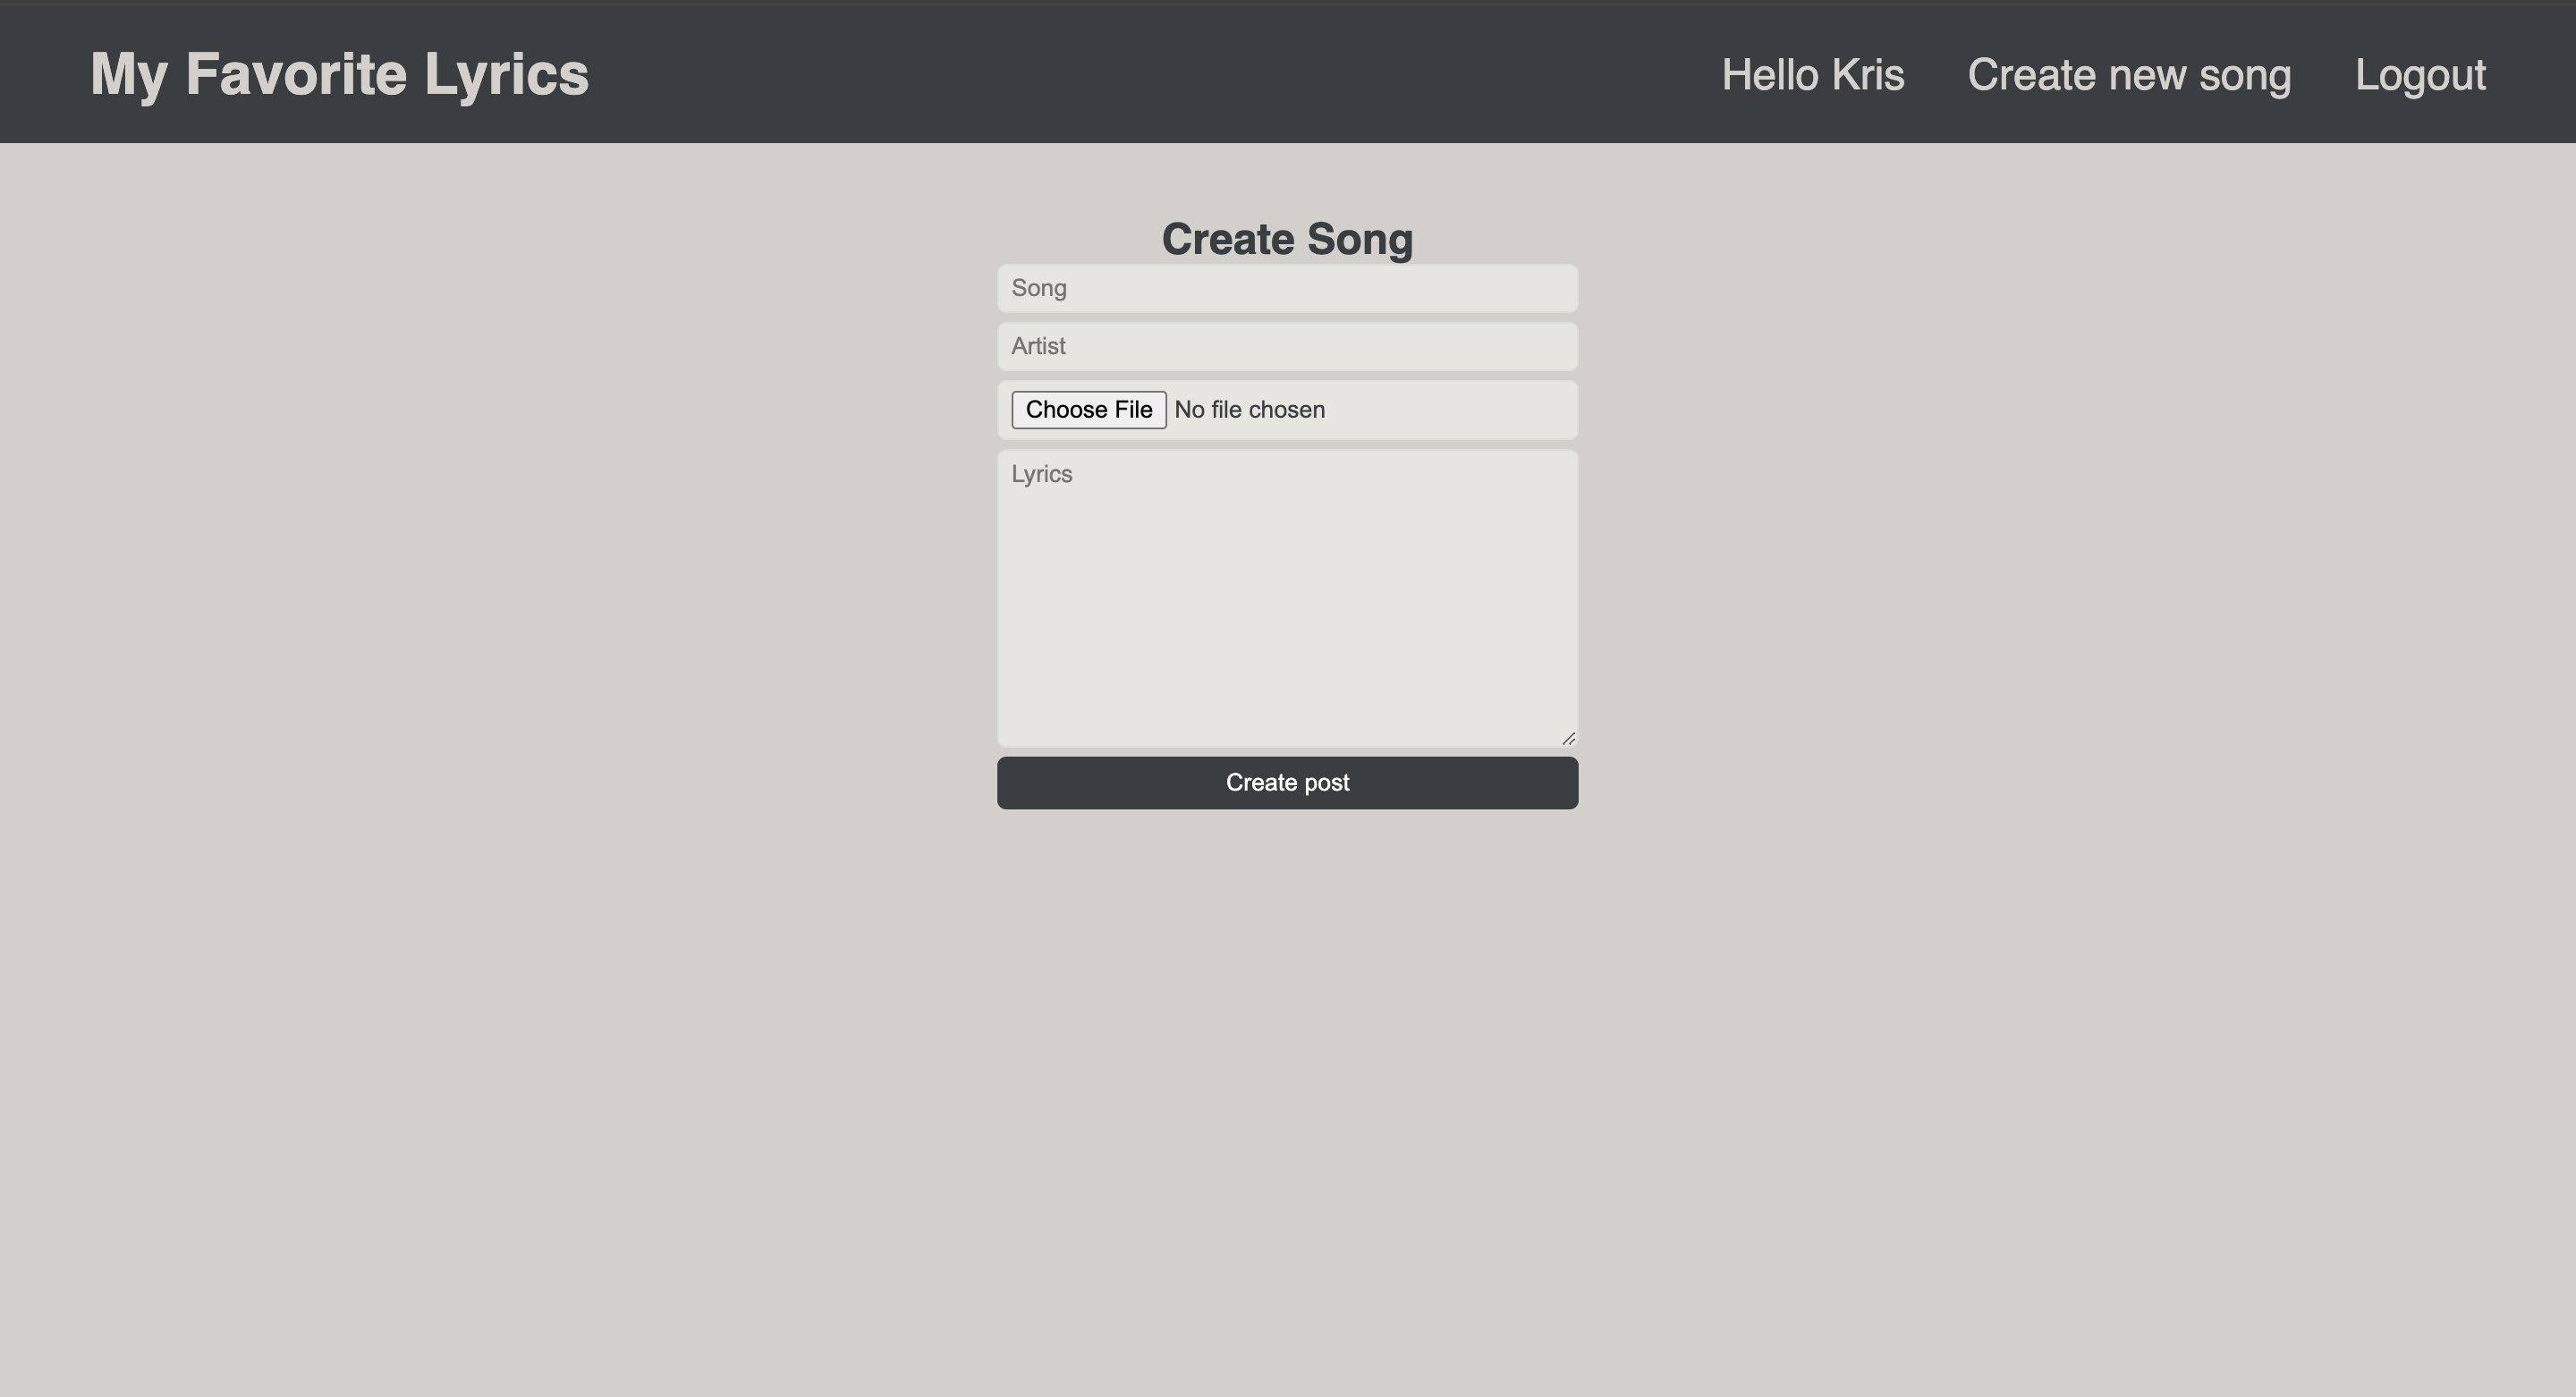 My Favorite Lyrics
Hello Kris Create new song Logout
Create Song
Song
Artist
Choose File No file chosen
Lyrics
Create post